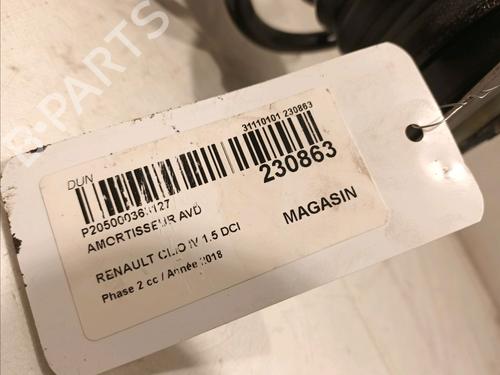 B-PARTS
DUN
31110101 230863
230863
AMORTISSEUR AVD
MAGASIN
RENAULT CLIO IV 1.5 DCI
Phase 2 cc / Année 2018